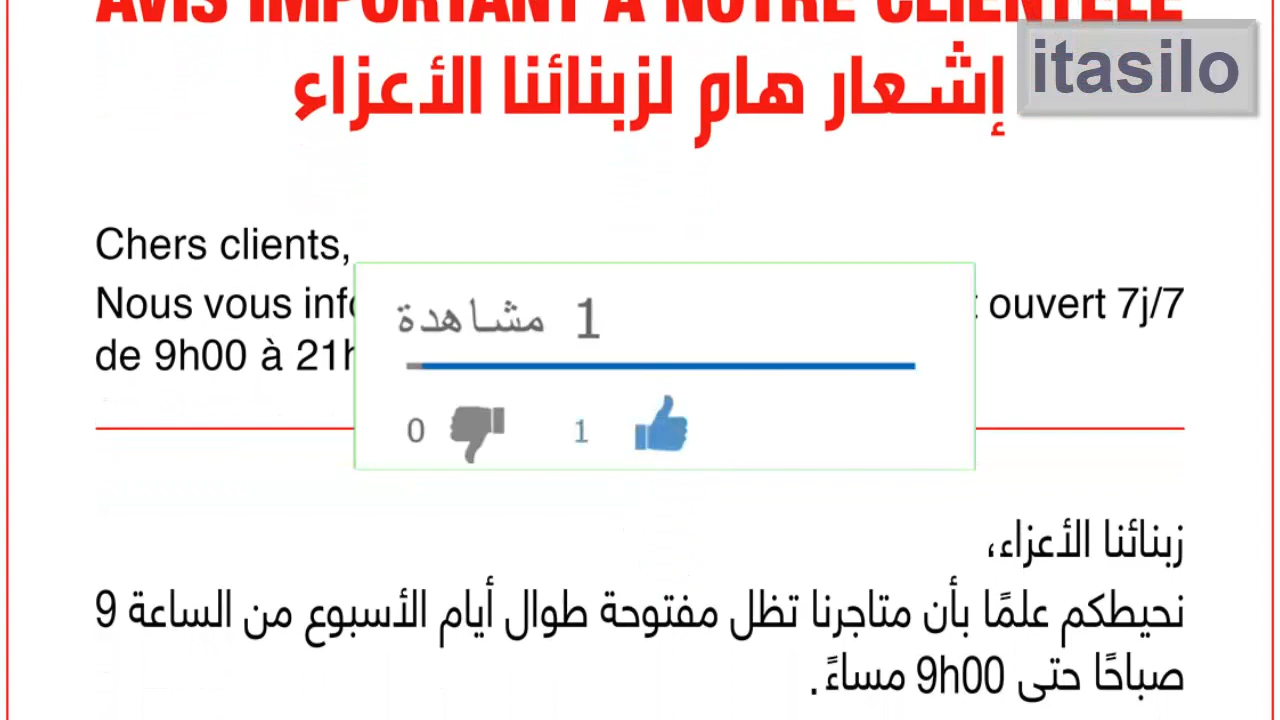 AVIS IMPORTANT À NOTRE CLIENTÈLE
إشعار هام لزبنائنا الأعزاء
itasilo
Chers clients,
Nous vous ouvert 7j/7
de 9h00 à
1 مشاهدة
0 1
زبنائنا الأعزاء،
نحيطكم علمًا بأن متاجرنا تظل مفتوحة طوال أيام الأسبوع من الساعة 9
صباحًا حتى 9h00 مساءً.